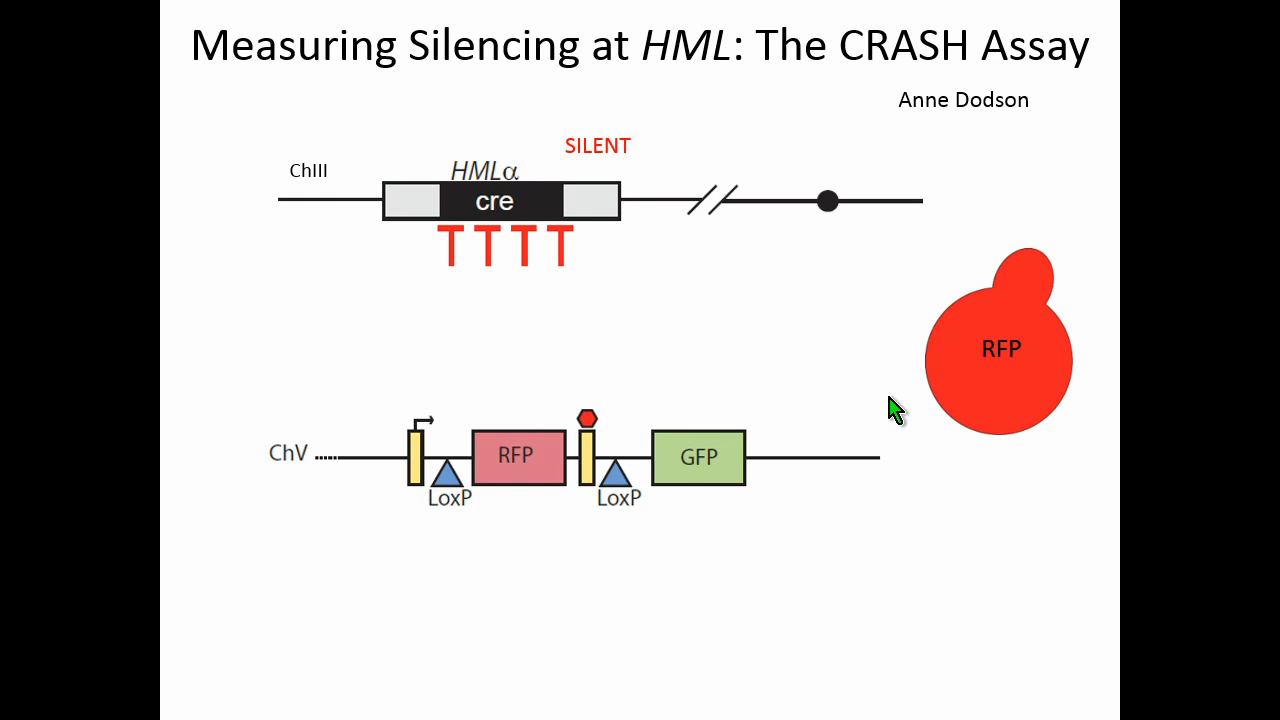 Measuring Silencing at HML: The CRASH Assay
Anne Dodson
SILENT
ChIII
HMLα
cre
RFP
ChV
RFP
GFP
LoxP
LoxP